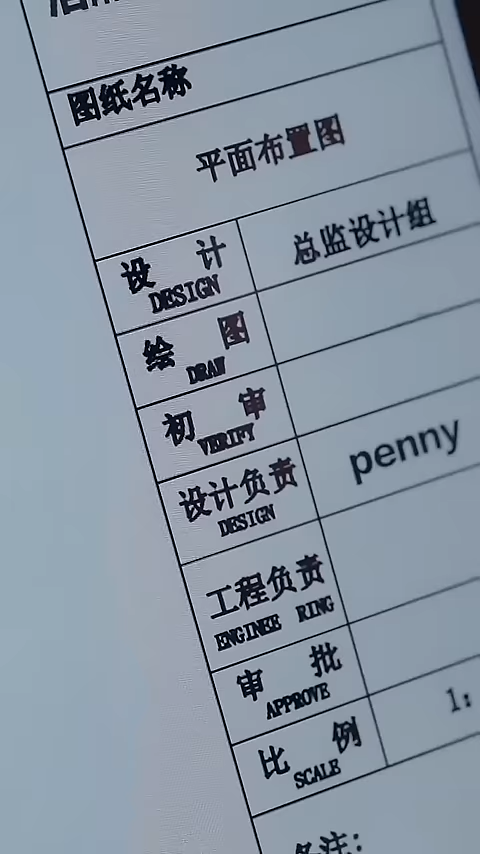 图纸名称
平面布置图
设 计 总监设计组
DESIGN
绘 图
DRAW
初 审
VERIFY
设计负责 penny
DESIGN
工程负责
ENGINEE RING
审 批
APPROVE
比 例 1:
SCALE
备注: